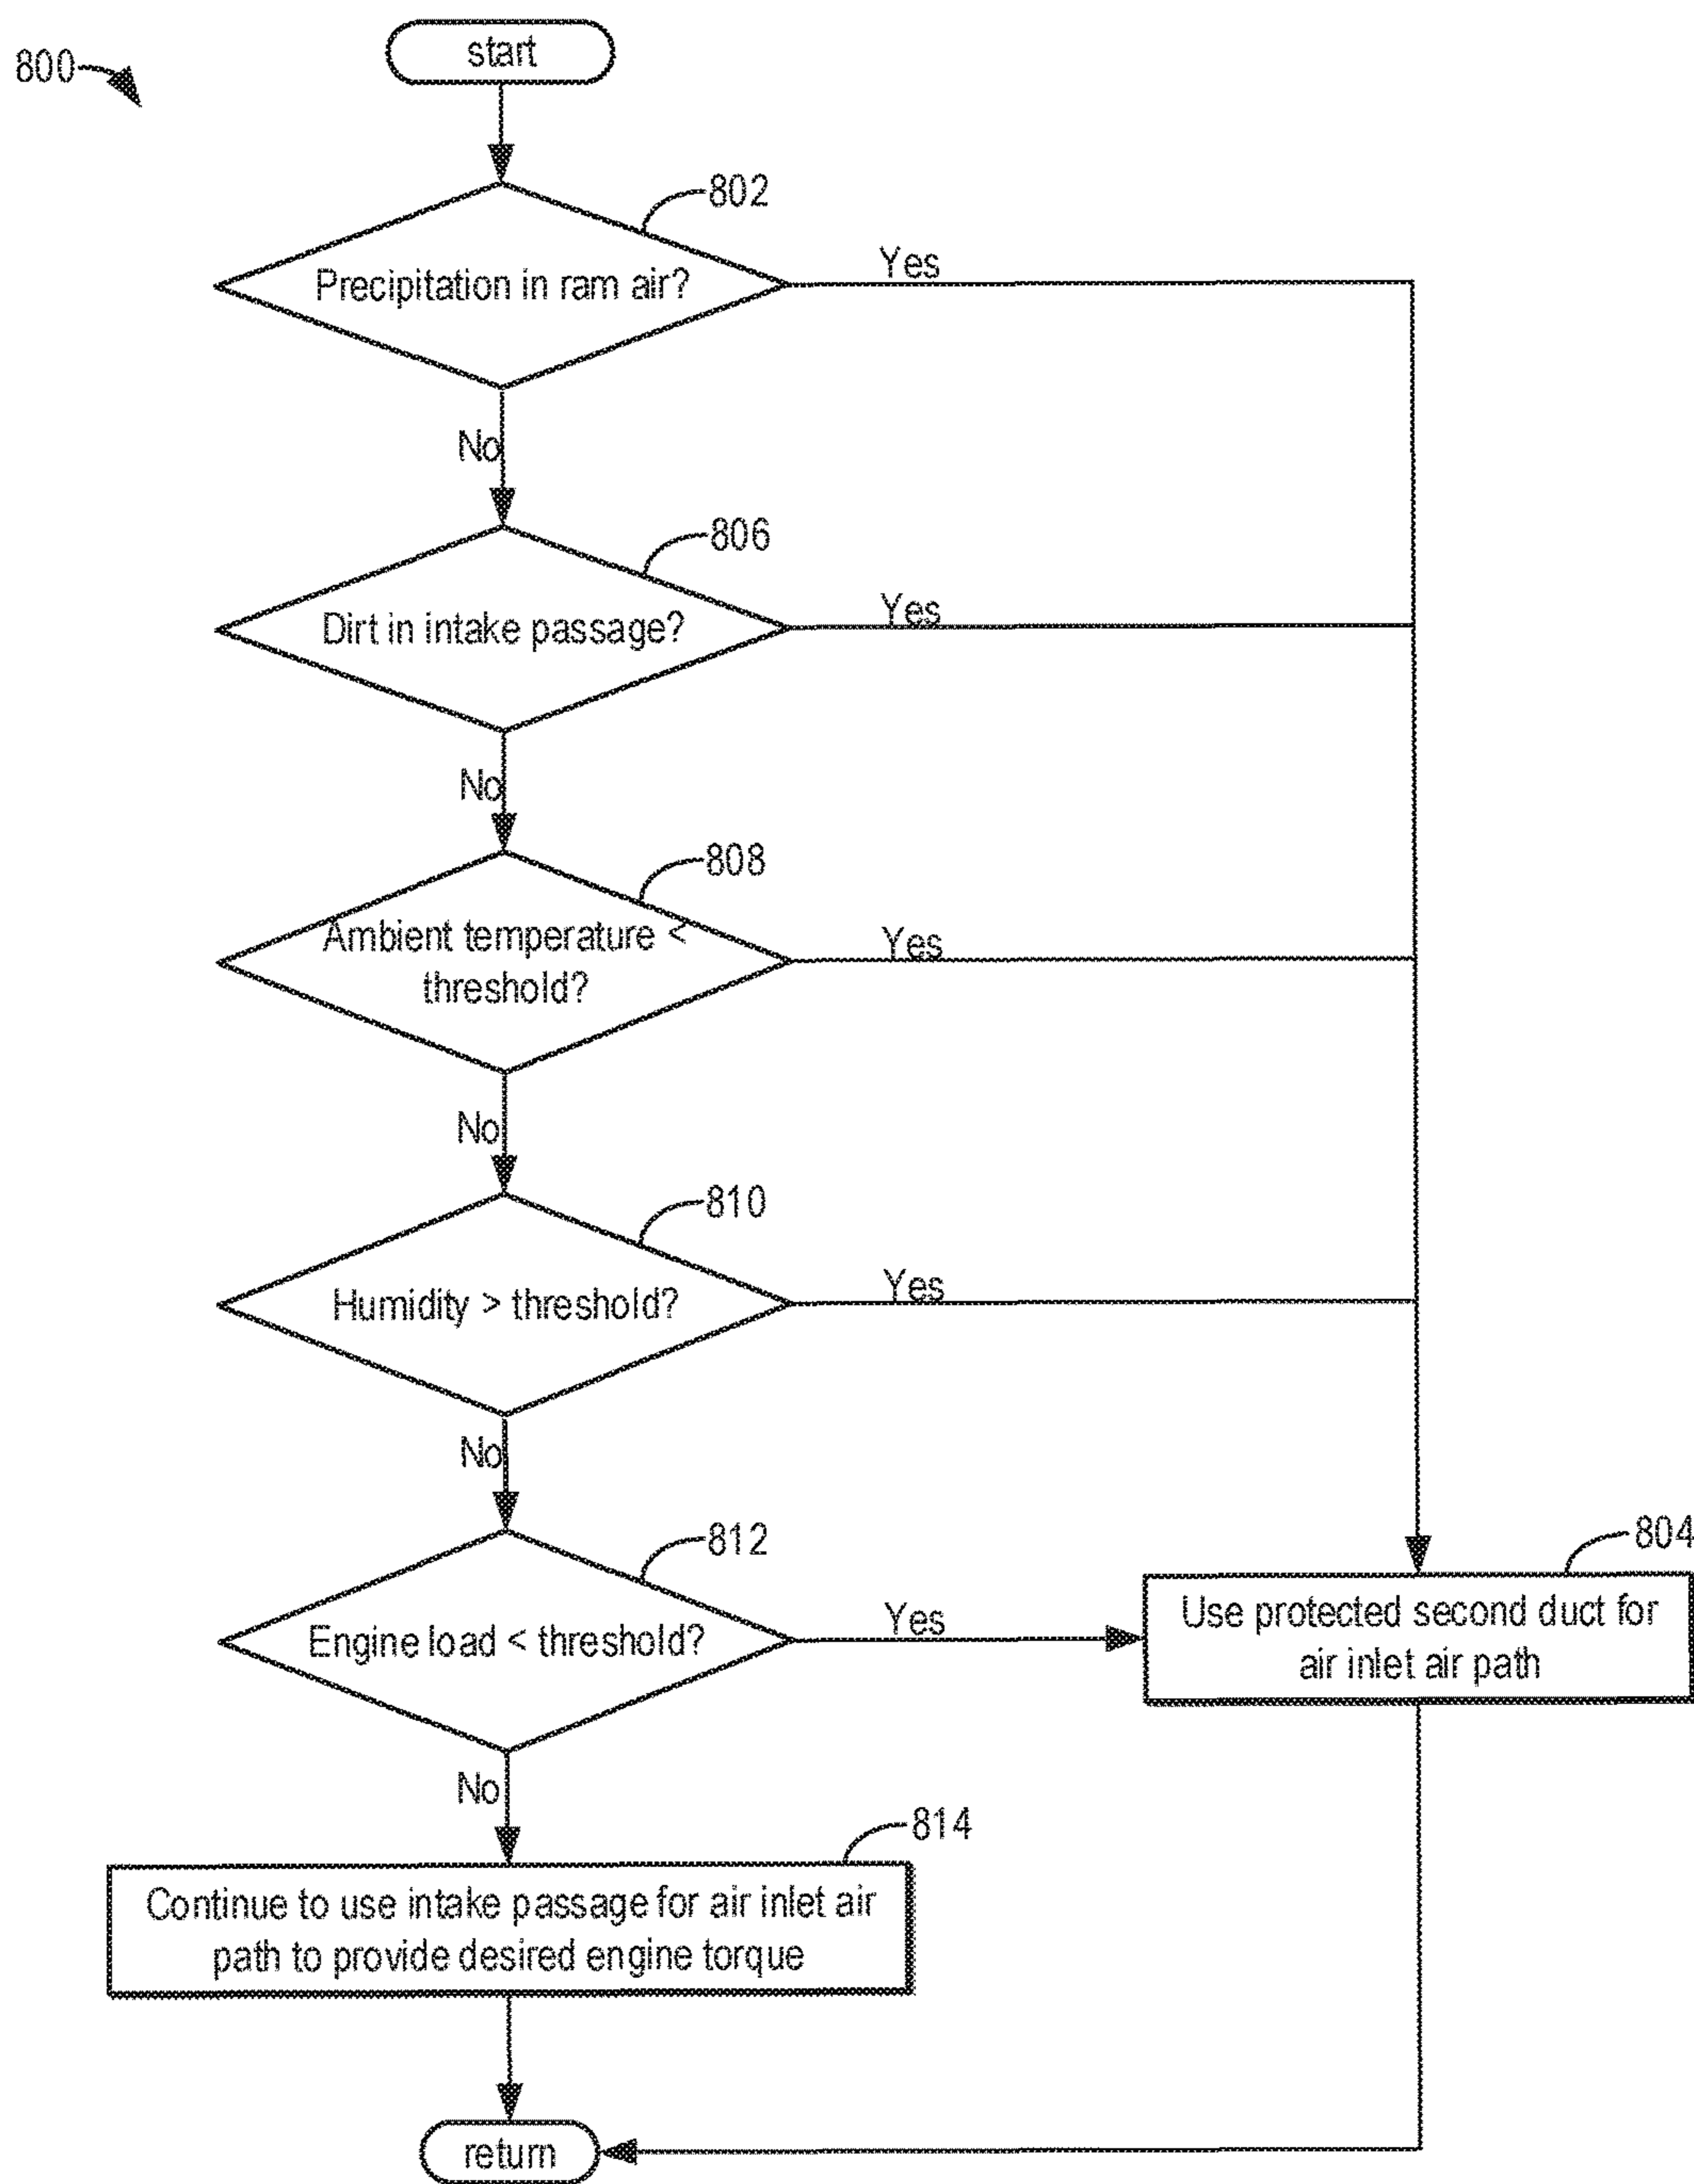 800
start
802
Precipitation in ram air?
Yes
No
806
Dirt in intake passage?
Yes
No
808
Ambient temperature <
threshold?
Yes
No
810
Humidity > threshold?
Yes
No
812
Engine load < threshold?
Yes
804
Use protected second duct for
air inlet air path
No
814
Continue to use intake passage for air inlet air
path to provide desired engine torque
return